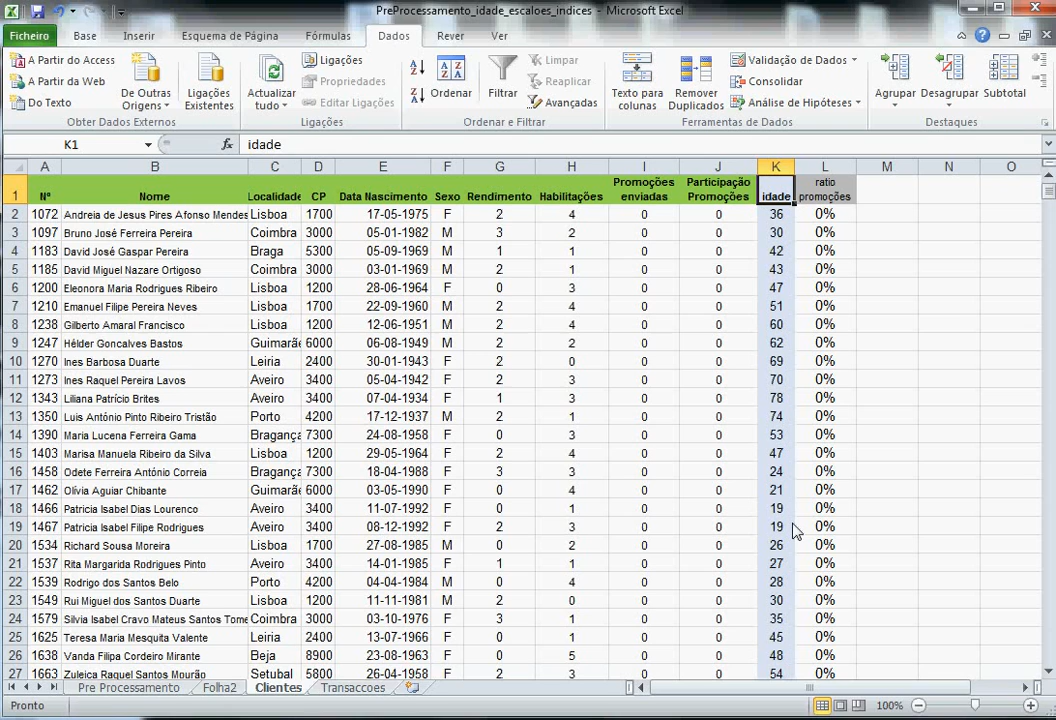 PreProcessamento_idade_escaloes_indices - Microsoft Excel
Ficheiro Base Inserir Esquema de Página Fórmulas Dados Rever Ver
A Partir do Access
A Partir da Web
Do Texto
De Outras Origens
Ligações Existentes
Obter Dados Externos
Actualizar tudo
Ligações
Propriedades
Editar Ligações
Ligações
Ordenar
Filtrar
Limpar
Reaplicar
Avançadas
Ordenar e Filtrar
Texto para colunas
Remover Duplicados
Validação de Dados
Consolidar
Análise de Hipóteses
Ferramentas de Dados
Agrupar
Desagrupar
Subtotal
Destaques
K1 fx idade
A B C D E F G H I J K L M N O
1 Nº Nome Localidade CP Data Nascimento Sexo Rendimento Habilitações Promoções enviadas Participação Promoções idade ratio promoções
2 1072 Andreia de Jesus Pires Afonso Mendes Lisboa 1700 17-05-1975 F 2 4 0 0 36 0%
3 1097 Bruno José Ferreira Pereira Coimbra 3000 05-01-1982 M 3 2 0 0 30 0%
4 1183 David José Gaspar Pereira Braga 5300 05-09-1969 M 1 1 0 0 42 0%
5 1185 David Miguel Nazare Ortigoso Coimbra 3000 03-01-1969 M 2 1 0 0 43 0%
6 1200 Eleonora Maria Rodrigues Ribeiro Lisboa 1200 28-06-1964 F 0 3 0 0 47 0%
7 1210 Emanuel Filipe Pereira Neves Lisboa 1700 22-09-1960 M 2 4 0 0 51 0%
8 1238 Gilberto Amaral Francisco Lisboa 1200 12-06-1951 M 2 4 0 0 60 0%
9 1247 Hélder Goncalves Bastos Guimarã 6000 06-08-1949 M 2 2 0 0 62 0%
10 1270 Ines Barbosa Duarte Leiria 2400 30-01-1943 F 2 0 0 0 69 0%
11 1273 Ines Raquel Pereira Lavos Aveiro 3400 05-04-1942 F 2 3 0 0 70 0%
12 1343 Liliana Patrício Brites Aveiro 3400 07-04-1934 F 1 3 0 0 78 0%
13 1350 Luis António Pinto Ribeiro Tristão Porto 4200 17-12-1937 M 2 1 0 0 74 0%
14 1390 Maria Lucena Ferreira Gama Bragança 7300 24-08-1958 F 0 3 0 0 53 0%
15 1403 Marisa Manuela Ribeiro da Silva Lisboa 1200 29-05-1964 F 2 4 0 0 47 0%
16 1458 Odete Ferreira António Correia Bragança 7300 18-04-1988 F 3 3 0 0 24 0%
17 1462 Olívia Aguiar Chibante Guimarã 6000 03-05-1990 F 0 4 0 0 21 0%
18 1466 Patricia Isabel Dias Lourenco Aveiro 3400 11-07-1992 F 0 1 0 0 19 0%
19 1467 Patricia Isabel Filipe Rodrigues Aveiro 3400 08-12-1992 F 2 3 0 0 19 0%
20 1534 Richard Sousa Moreira Lisboa 1700 27-08-1985 M 0 2 0 0 26 0%
21 1537 Rita Margarida Rodrigues Pinto Aveiro 3400 14-01-1985 F 1 1 0 0 27 0%
22 1539 Rodrigo dos Santos Belo Porto 4200 04-04-1984 M 0 4 0 0 28 0%
23 1549 Rui Miguel dos Santos Duarte Lisboa 1200 11-11-1981 M 2 0 0 0 30 0%
24 1579 Silvia Isabel Cravo Mateus Santos Tome Coimbra 3000 03-10-1976 F 3 1 0 0 35 0%
25 1625 Teresa Maria Mesquita Valente Leiria 2400 13-07-1966 F 0 1 0 0 45 0%
26 1638 Vanda Filipa Cordeiro Mirante Beja 8900 23-08-1963 F 0 5 0 0 48 0%
27 1663 Zuleica Raquel Santos Mourão Setubal 5800 26-04-1958 F 2 3 0 0 54 0%
Pre Processamento Folha2 Clientes Transaccoes
Pronto 100%